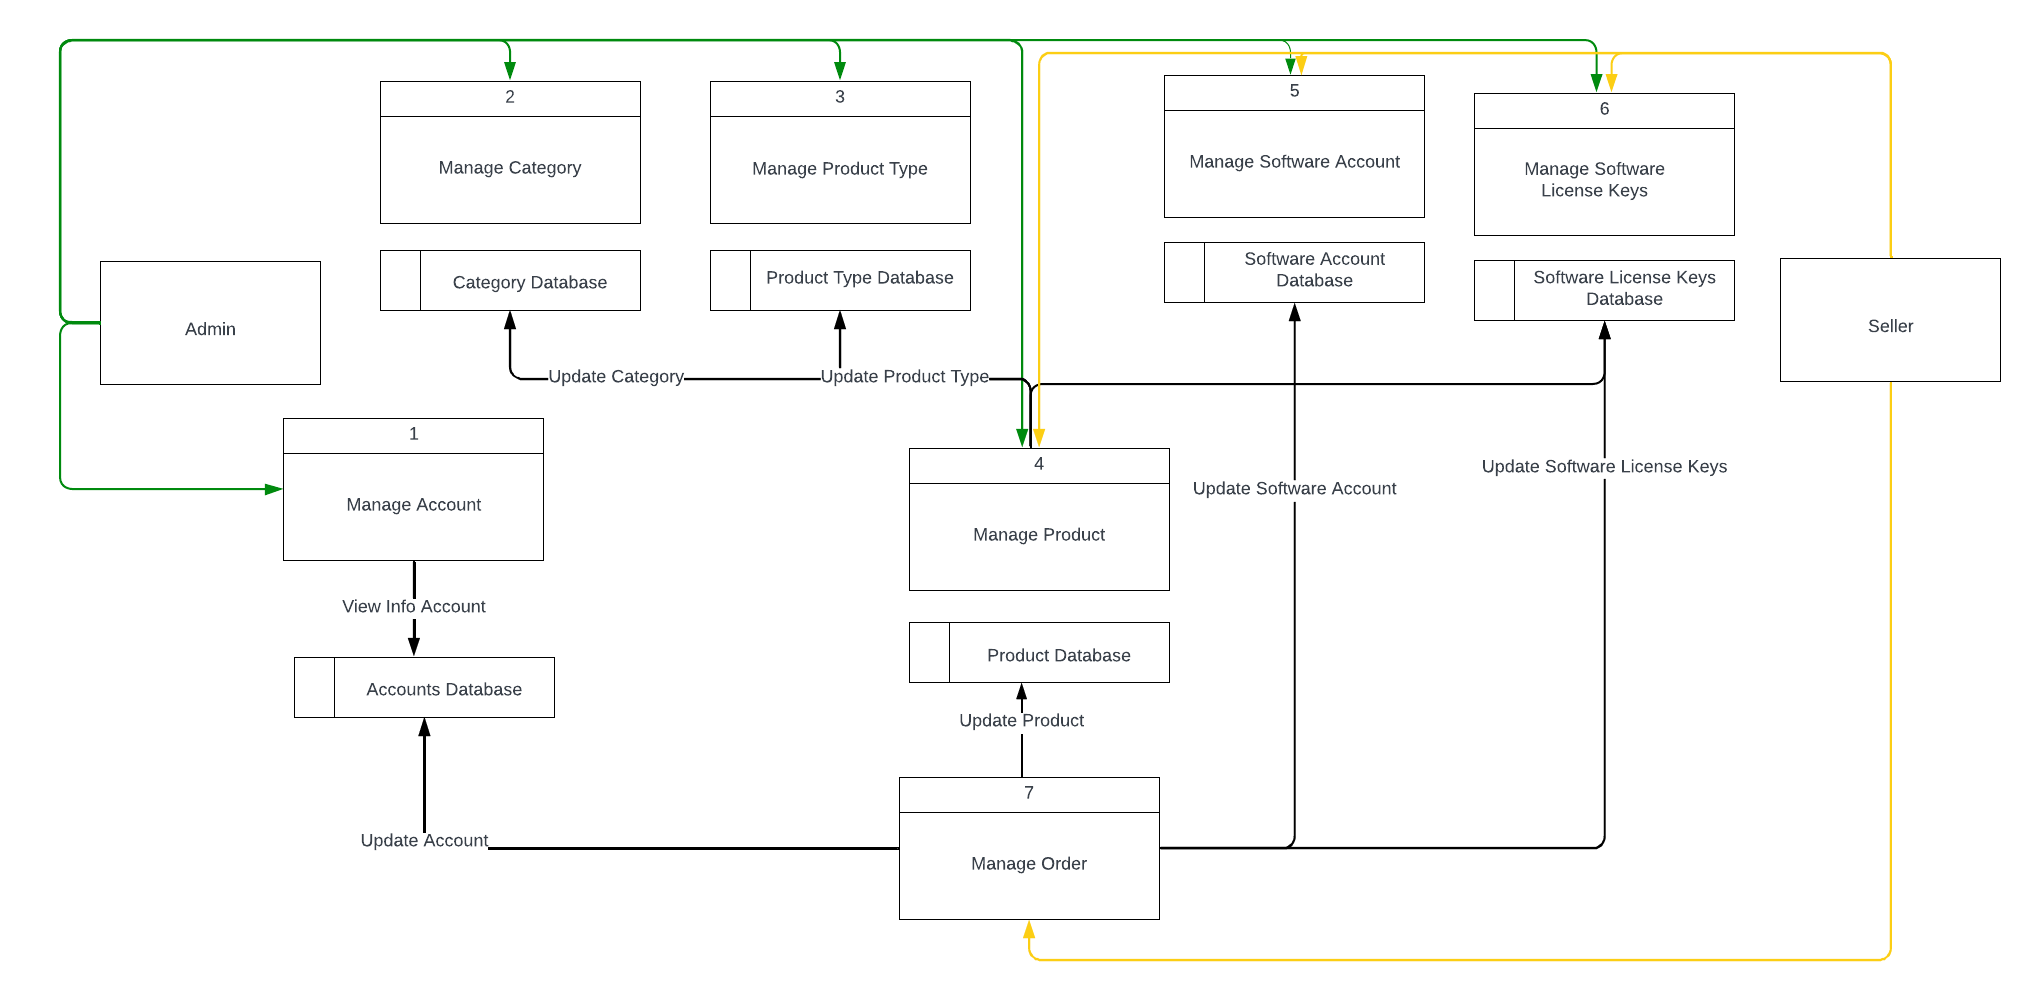 2
Manage Category
3
Manage Product Type
5
Manage Software Account
6
Manage Software
License Keys
Category Database
Product Type Database
Software Account
Database
Software License Keys
Database
Admin
Seller
Update Category
Update Product Type
1
Manage Account
4
Manage Product
Update Software Account
Update Software License Keys
View Info Account
Accounts Database
Product Database
Update Product
Update Account
7
Manage Order